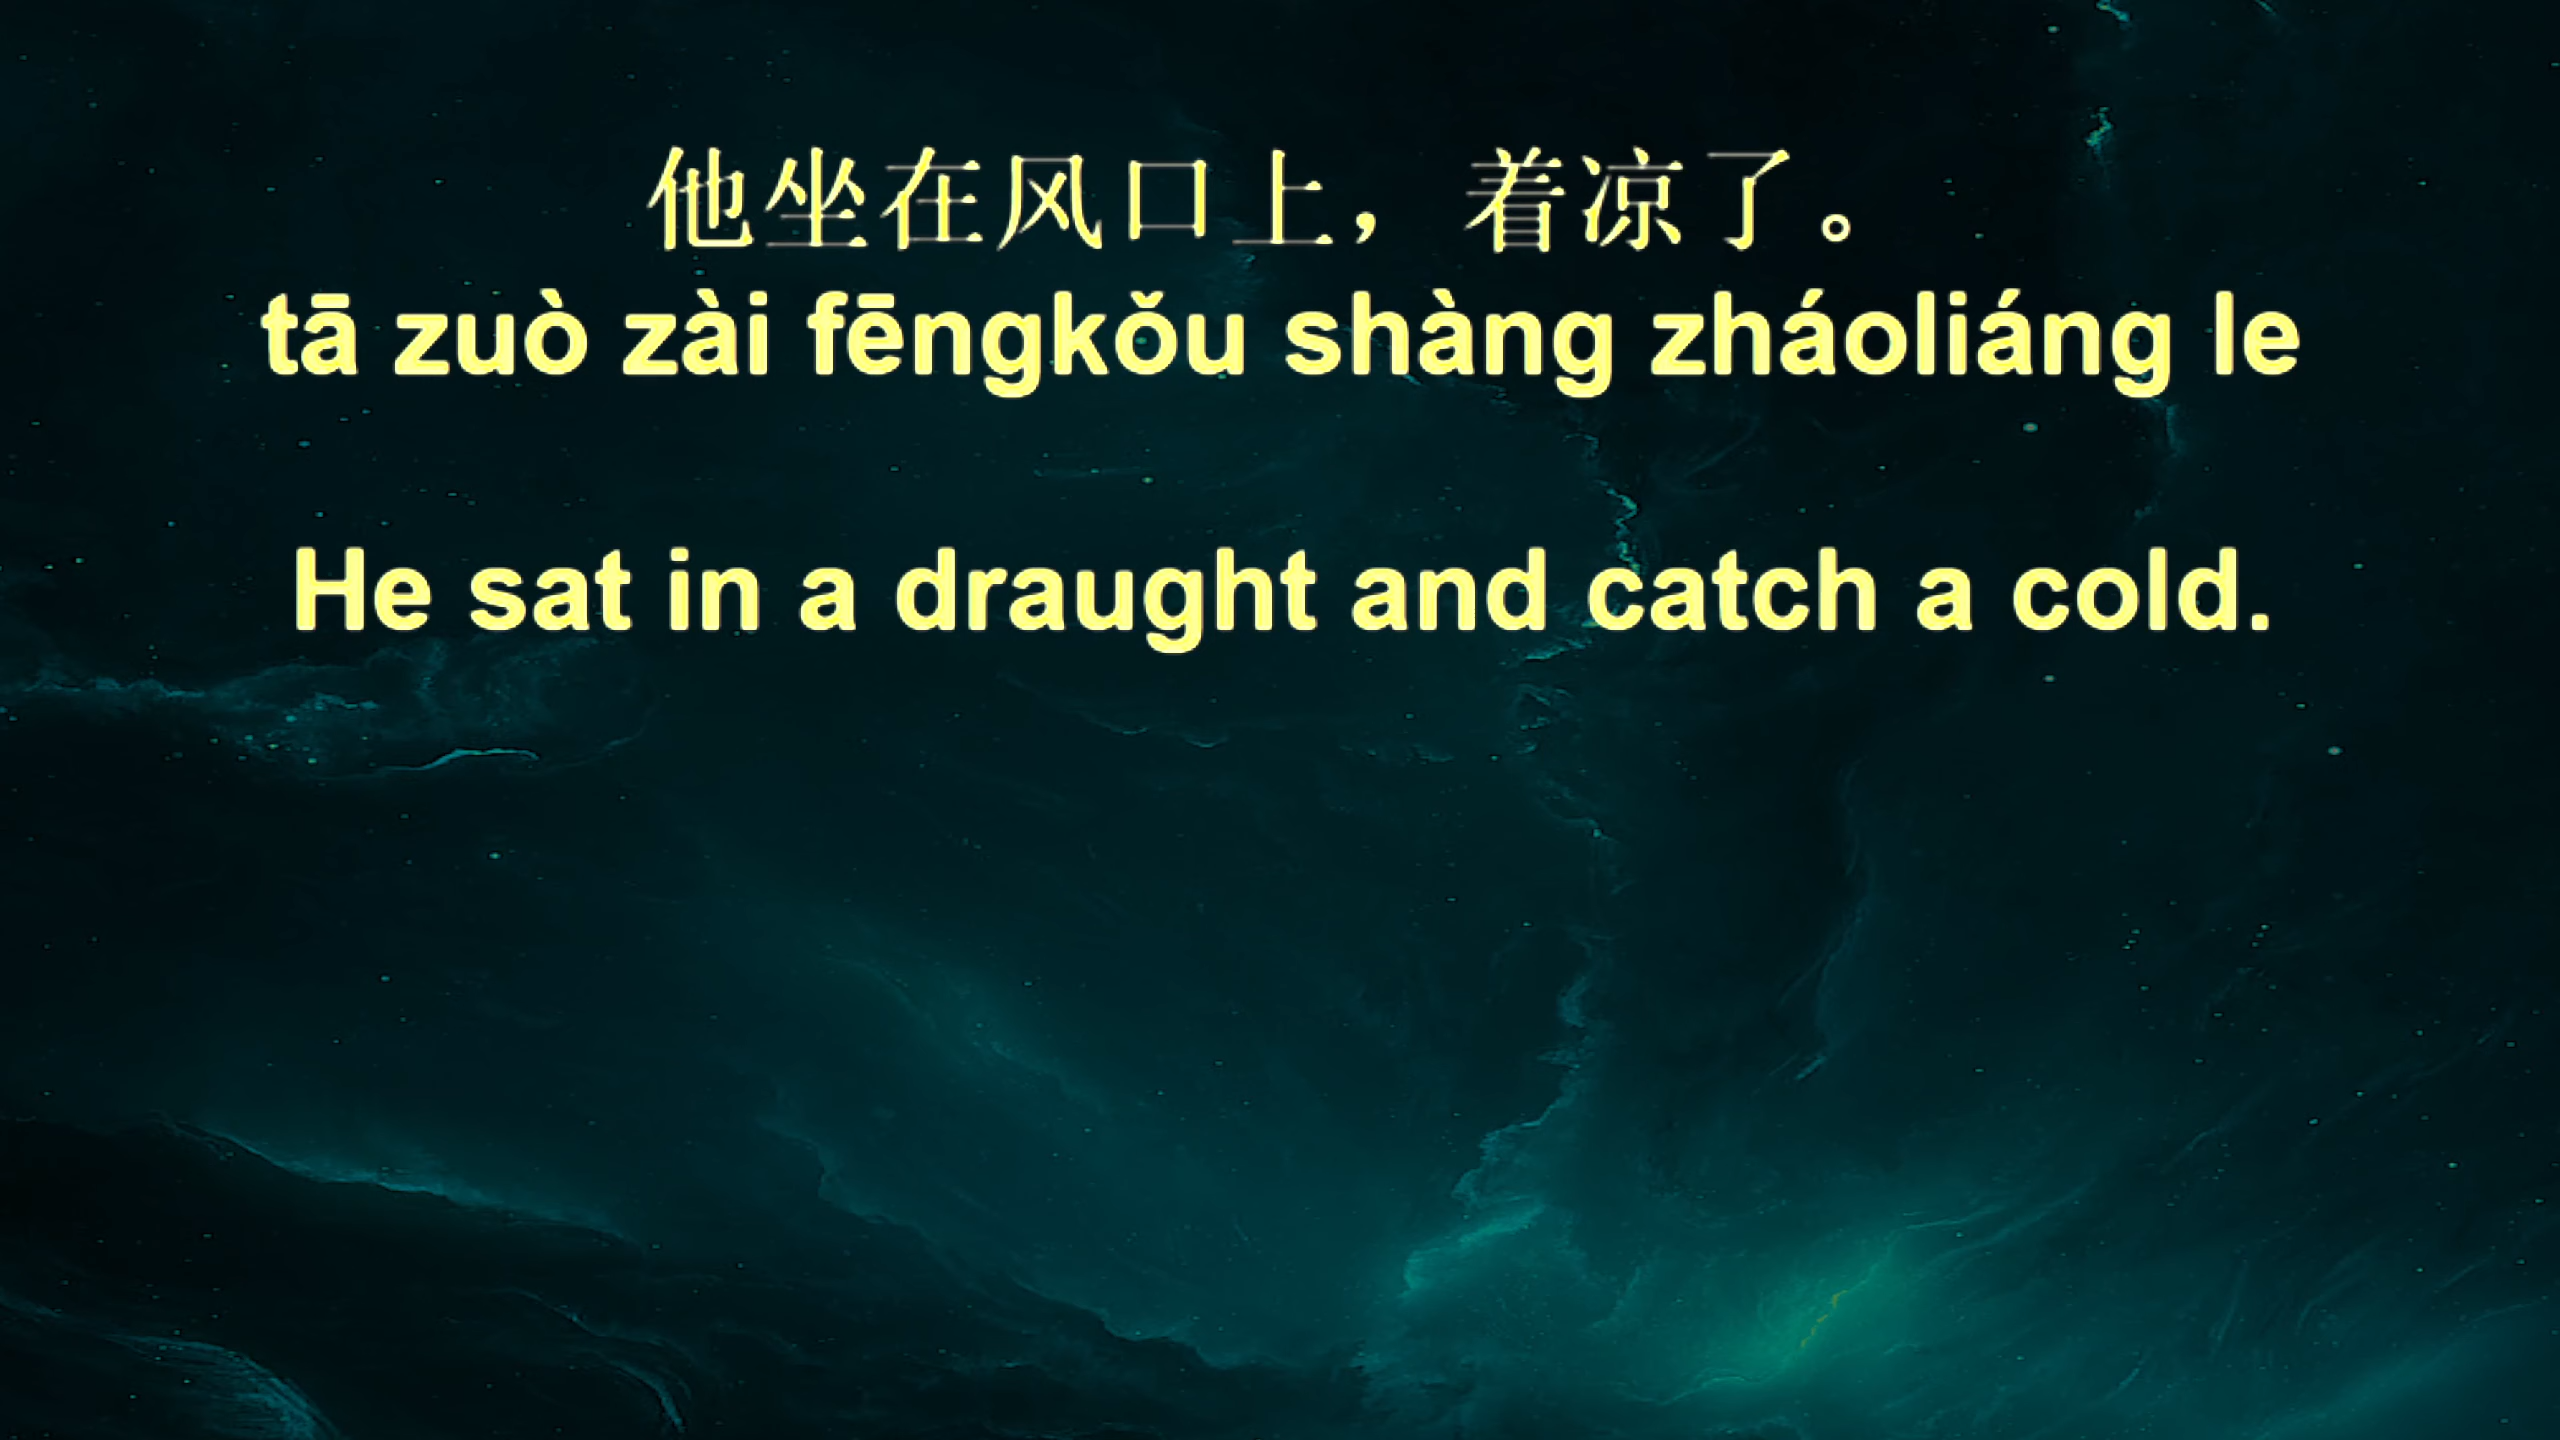 他坐在风口上，着凉了。
tā zuò zài fēngkǒu shàng zháoliáng le
He sat in a draught and catch a cold.